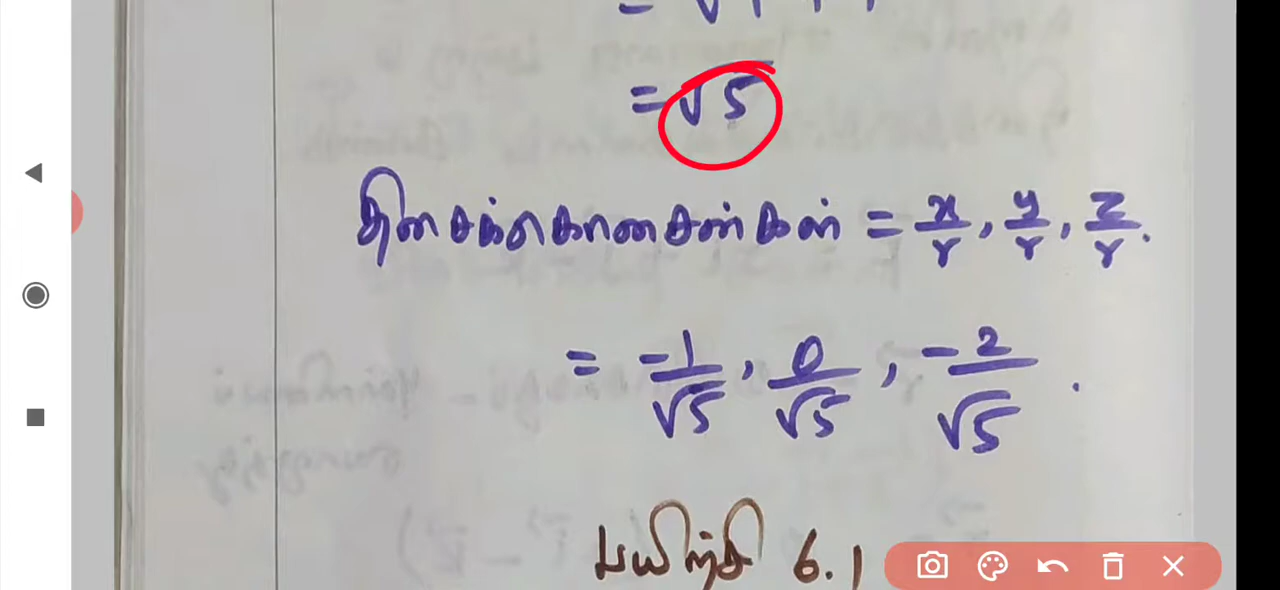 = √5
திசைக்கொசைன்கள் = x/r, y/r, z/r.
= -1/√5, 0/√5, -2/√5.
பயிற்சி 6.1